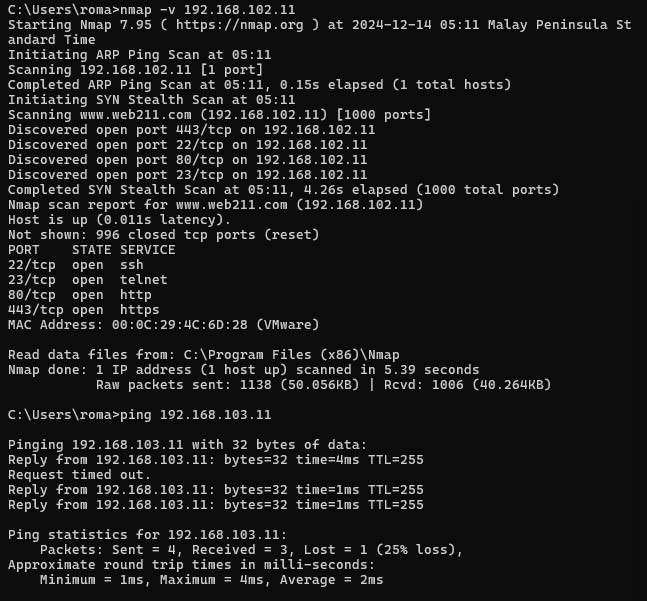 C:\Users\roma>nmap -v 192.168.102.11
Starting Nmap 7.95 ( https://nmap.org ) at 2024-12-14 05:11 Malay Peninsula St
andard Time
Initiating ARP Ping Scan at 05:11
Scanning 192.168.102.11 [1 port]
Completed ARP Ping Scan at 05:11, 0.15s elapsed (1 total hosts)
Initiating SYN Stealth Scan at 05:11
Scanning www.web211.com (192.168.102.11) [1000 ports]
Discovered open port 443/tcp on 192.168.102.11
Discovered open port 22/tcp on 192.168.102.11
Discovered open port 80/tcp on 192.168.102.11
Discovered open port 23/tcp on 192.168.102.11
Completed SYN Stealth Scan at 05:11, 4.26s elapsed (1000 total ports)
Nmap scan report for www.web211.com (192.168.102.11)
Host is up (0.011s latency).
Not shown: 996 closed tcp ports (reset)
PORT    STATE SERVICE
22/tcp  open  ssh
23/tcp  open  telnet
80/tcp  open  http
443/tcp open  https
MAC Address: 00:0C:29:4C:6D:28 (VMware)

Read data files from: C:\Program Files (x86)\Nmap
Nmap done: 1 IP address (1 host up) scanned in 5.39 seconds
           Raw packets sent: 1138 (50.056KB) | Rcvd: 1006 (40.264KB)

C:\Users\roma>ping 192.168.103.11

Pinging 192.168.103.11 with 32 bytes of data:
Reply from 192.168.103.11: bytes=32 time=4ms TTL=255
Request timed out.
Reply from 192.168.103.11: bytes=32 time=1ms TTL=255
Reply from 192.168.103.11: bytes=32 time=1ms TTL=255

Ping statistics for 192.168.103.11:
    Packets: Sent = 4, Received = 3, Lost = 1 (25% loss),
Approximate round trip times in milli-seconds:
    Minimum = 1ms, Maximum = 4ms, Average = 2ms